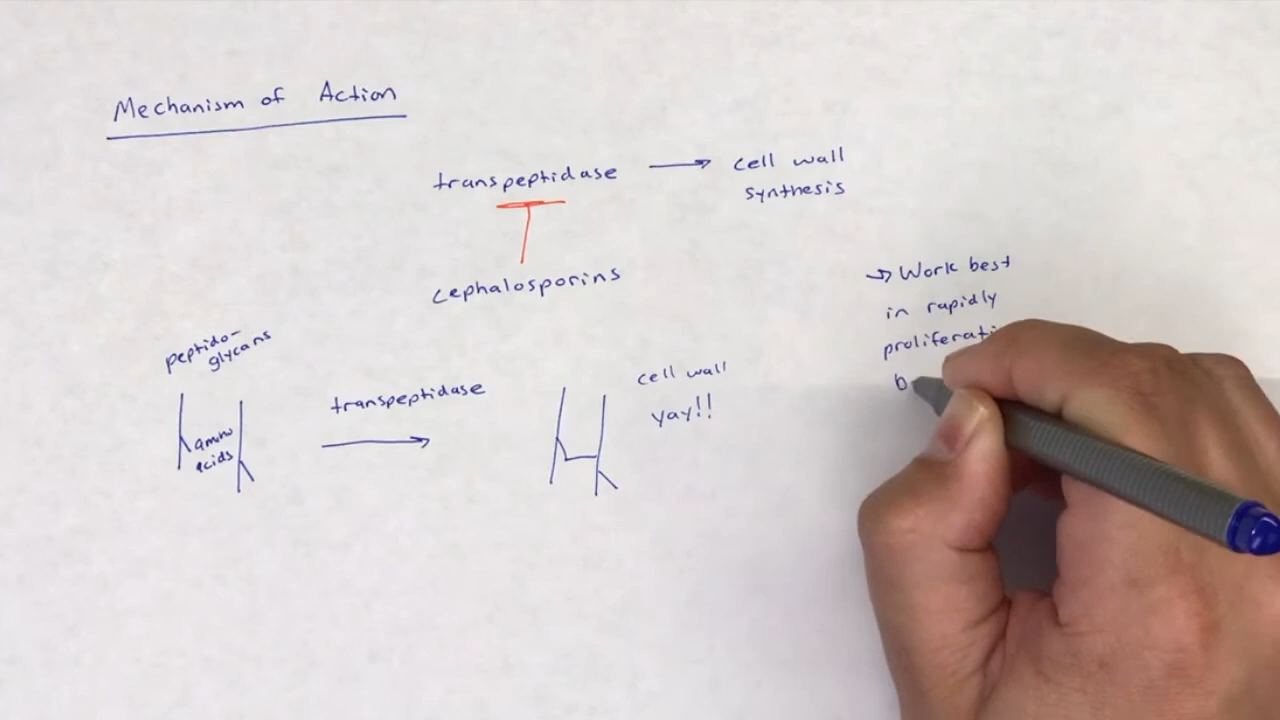 Mechanism of Action
transpeptidase → cell wall
synthesis
cephalosporins
→ Work best
in rapidly
proliferati
b
peptido-
glycans
amino
acids
transpeptidase
cell wall
yay!!